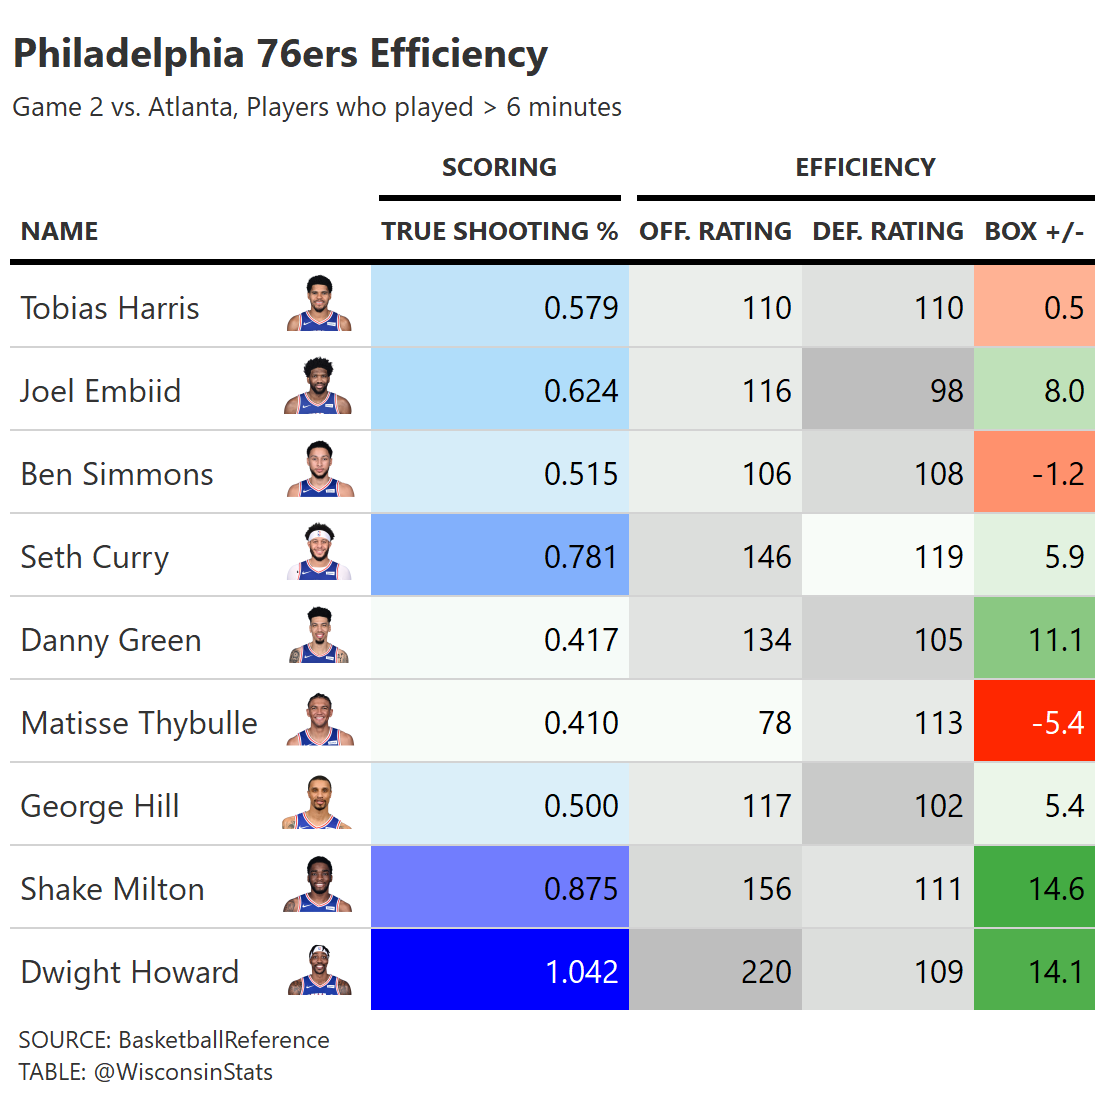 Philadelphia 76ers Efficiency
Game 2 vs. Atlanta, Players who played > 6 minutes
SCORING EFFICIENCY
NAME TRUE SHOOTING % OFF. RATING DEF. RATING BOX +/-
Tobias Harris 0.579 110 110 0.5
Joel Embiid 0.624 116 98 8.0
Ben Simmons 0.515 106 108 -1.2
Seth Curry 0.781 146 119 5.9
Danny Green 0.417 134 105 11.1
Matisse Thybulle 0.410 78 113 -5.4
George Hill 0.500 117 102 5.4
Shake Milton 0.875 156 111 14.6
Dwight Howard 1.042 220 109 14.1
SOURCE: BasketballReference
TABLE: @WisconsinStats